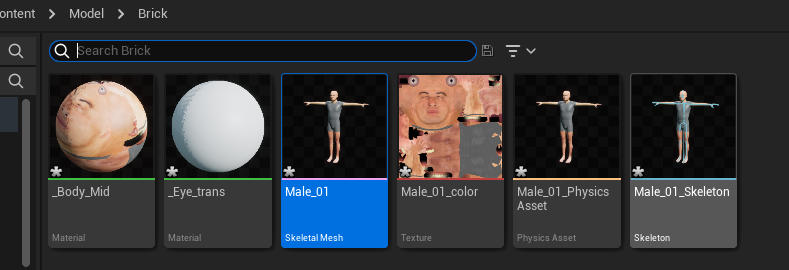 ontent > Model > Brick
Search Brick
_Body_Mid
Material
_Eye_trans
Material
Male_01
Skeletal Mesh
Male_01_color
Texture
Male_01_Physics
Asset
Physics Asset
Male_01_Skeleton
Skeleton